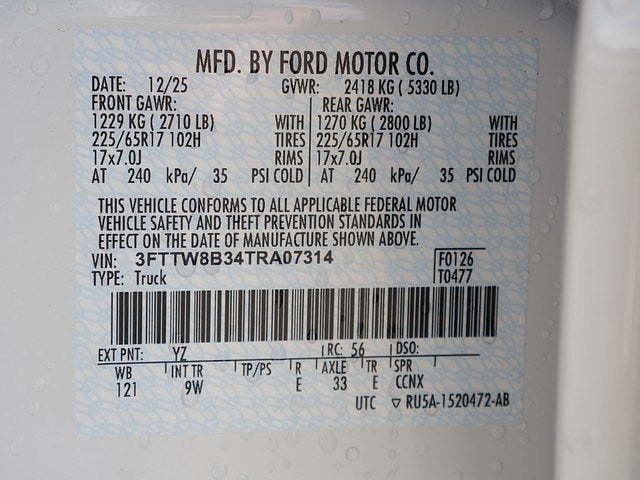 MFD. BY FORD MOTOR CO.
DATE: 12/25 GVWR: 2418 KG ( 5330 LB)
FRONT GAWR: REAR GAWR:
1229 KG ( 2710 LB) WITH 1270 KG ( 2800 LB) WITH
225/65R17 102H TIRES 225/65R17 102H TIRES
17x7.0J RIMS 17x7.0J RIMS
AT 240 kPa/ 35 PSI COLD AT 240 kPa/ 35 PSI COLD
THIS VEHICLE CONFORMS TO ALL APPLICABLE FEDERAL MOTOR
VEHICLE SAFETY AND THEFT PREVENTION STANDARDS IN
EFFECT ON THE DATE OF MANUFACTURE SHOWN ABOVE.
VIN: 3FTTW8B34TRA07314 F0126
TYPE: Truck T0477
EXT PNT: YZ RC: 56 DSO:
WB INT TR TP/PS R AXLE TR SPR
121 9W E 33 E CCNX
UTC ▽ RU5A-1520472-AB